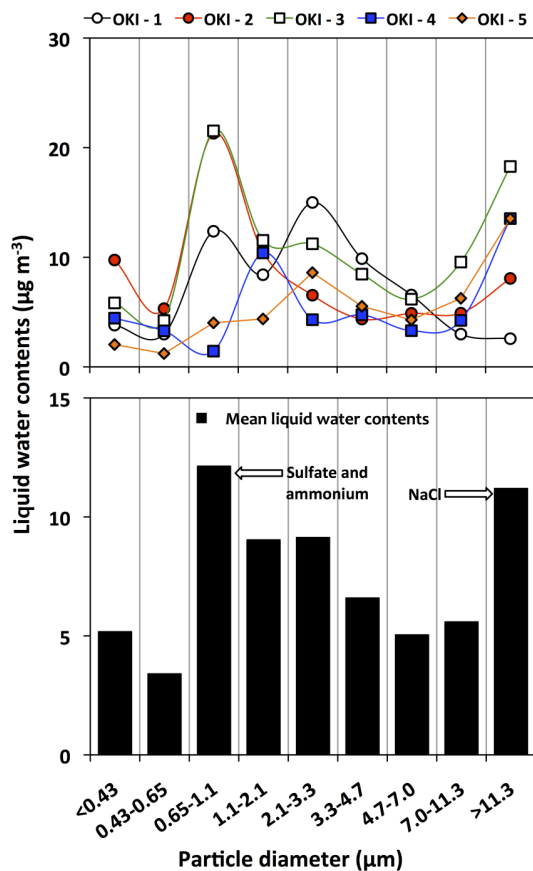 OKI - 1 OKI - 2 OKI - 3 OKI - 4 OKI - 5
30
20
10
0
Liquid water contents (µg m⁻³)
15
10
5
0
Mean liquid water contents
Sulfate and
ammonium
NaCl
<0.43
0.43-0.65
0.65-1.1
1.1-2.1
2.1-3.3
3.3-4.7
4.7-7.0
7.0-11.3
>11.3
Particle diameter (µm)